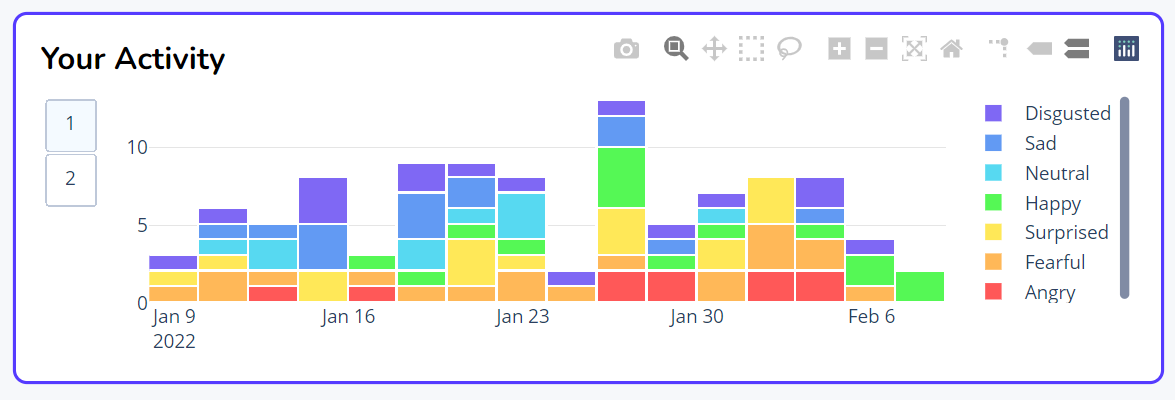 Your Activity
1
2
10
5
0
Jan 9
2022
Jan 16
Jan 23
Jan 30
Feb 6
Disgusted
Sad
Neutral
Happy
Surprised
Fearful
Angry